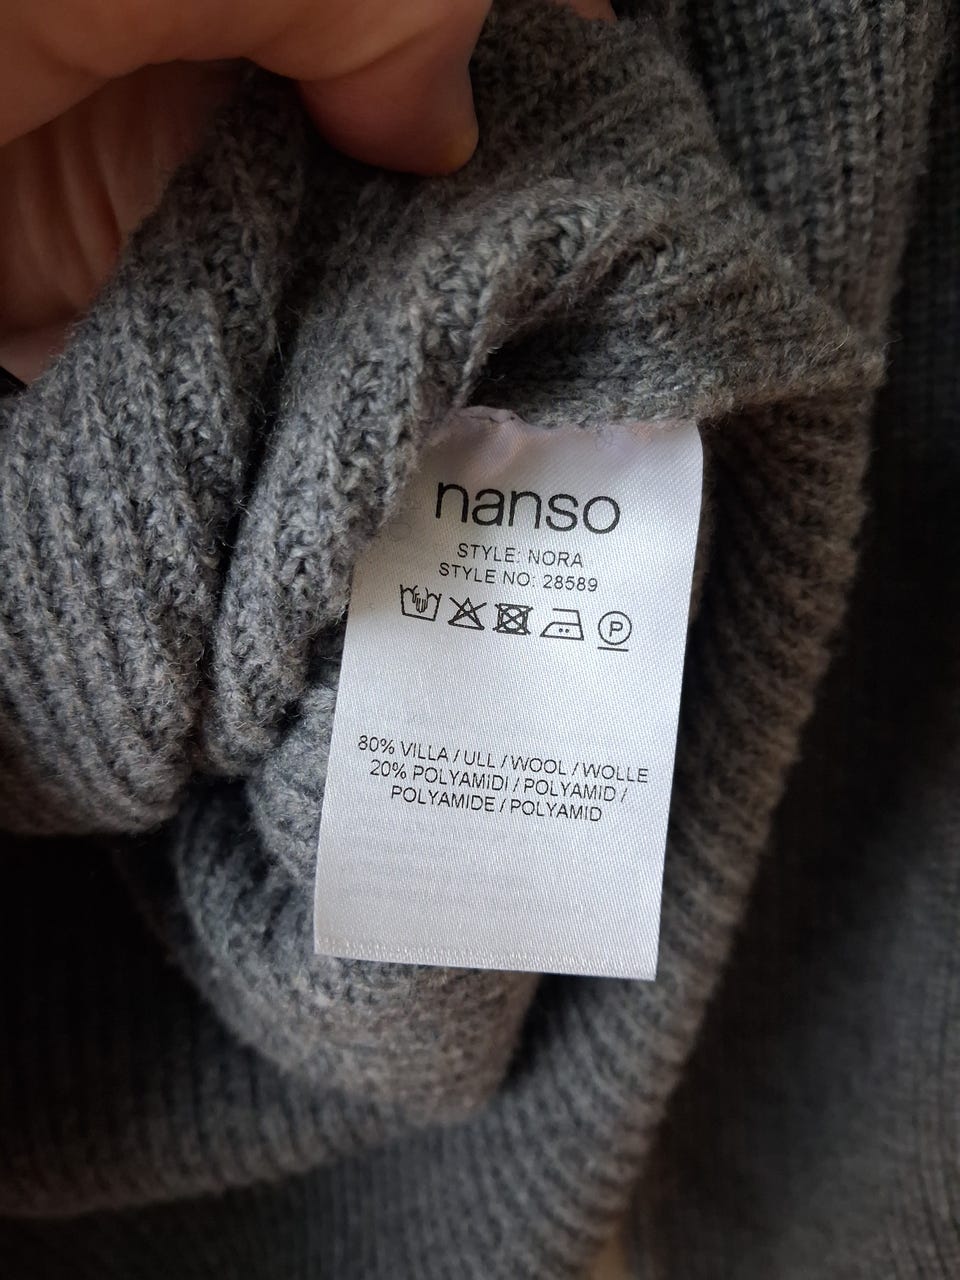 nanso
STYLE: NORA
STYLE NO: 28589
P
80% VILLA / ULL / WOOL / WOLLE
20% POLYAMIDI / POLYAMID /
POLYAMIDE / POLYAMID